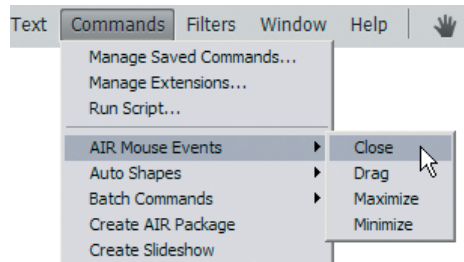 Text Commands Filters Window Help
Manage Saved Commands...
Manage Extensions...
Run Script...
AIR Mouse Events
Auto Shapes
Batch Commands
Create AIR Package
Create Slideshow
Close
Drag
Maximize
Minimize